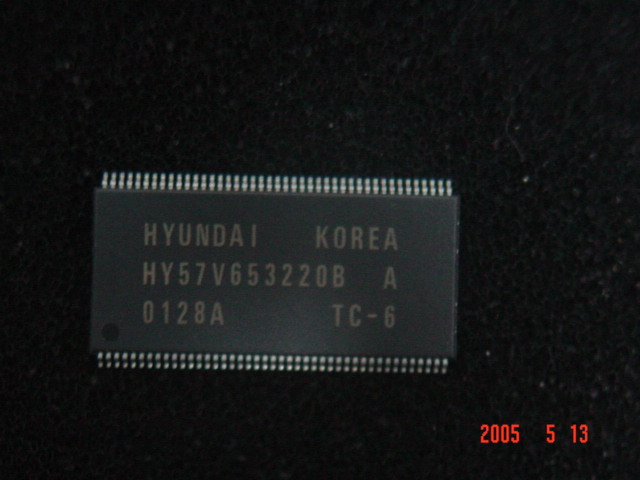 HYUNDAI KOREA
HY57V653220B A
0128A TC-6
2005 5 13